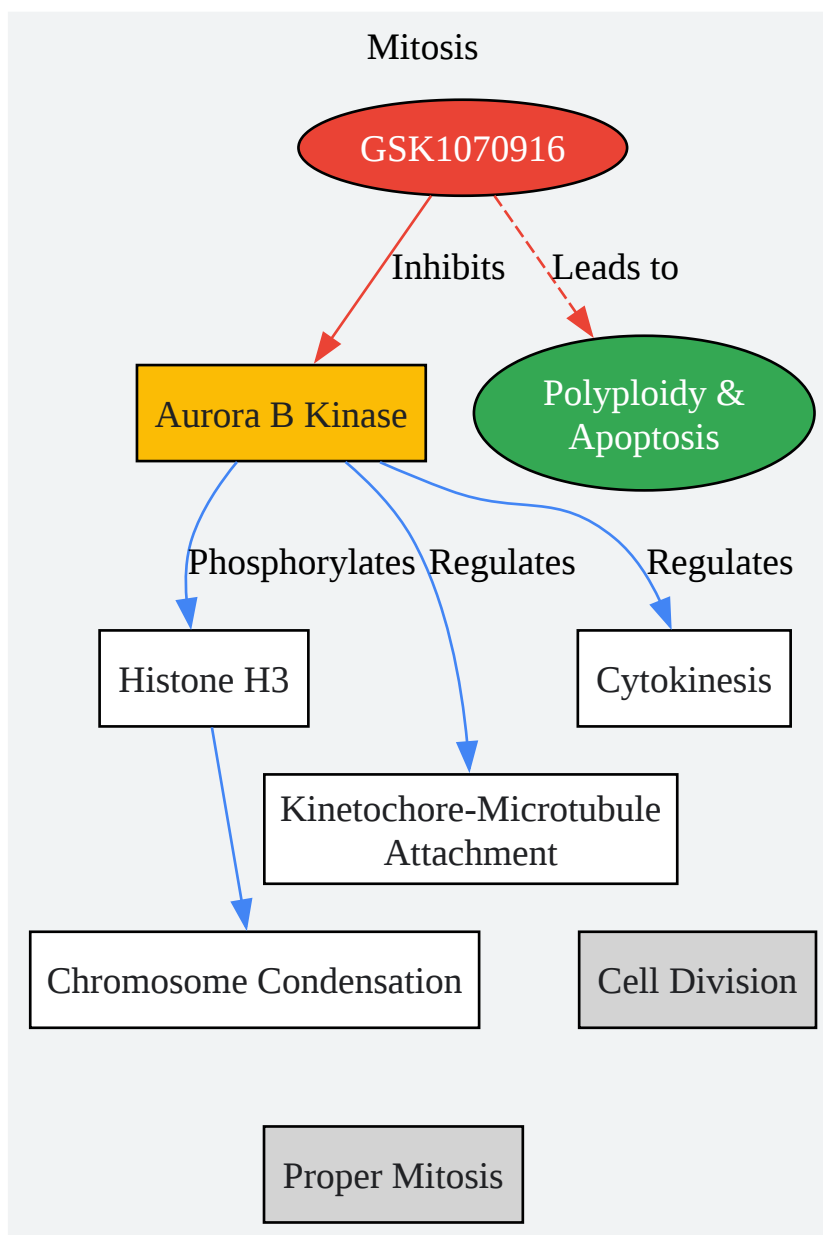 Mitosis
GSK1070916
Inhibits
Leads to
Aurora B Kinase
Polyploidy &
Apoptosis
Phosphorylates
Regulates
Regulates
Histone H3
Cytokinesis
Kinetochore-Microtubule
Attachment
Chromosome Condensation
Cell Division
Proper Mitosis